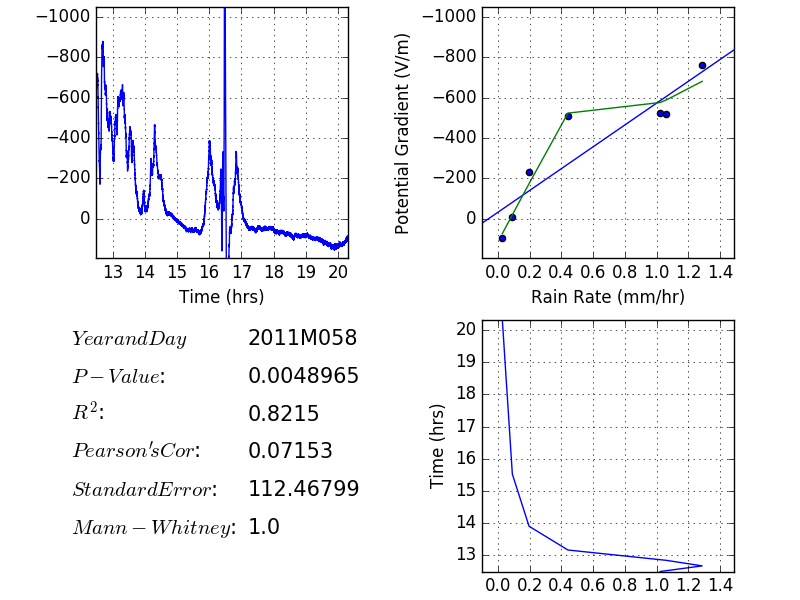 −1000
−800
−600
−400
−200
0
13 14 15 16 17 18 19 20
Time (hrs)
Potential Gradient (V/m)
−1000
−800
−600
−400
−200
0
0.0 0.2 0.4 0.6 0.8 1.0 1.2 1.4
Rain Rate (mm/hr)
YearandDay 2011M058
P−Value: 0.0048965
R²: 0.8215
Pearson'sCor: 0.07153
StandardError: 112.46799
Mann−Whitney: 1.0
Time (hrs)
20
19
18
17
16
15
14
13
0.0 0.2 0.4 0.6 0.8 1.0 1.2 1.4